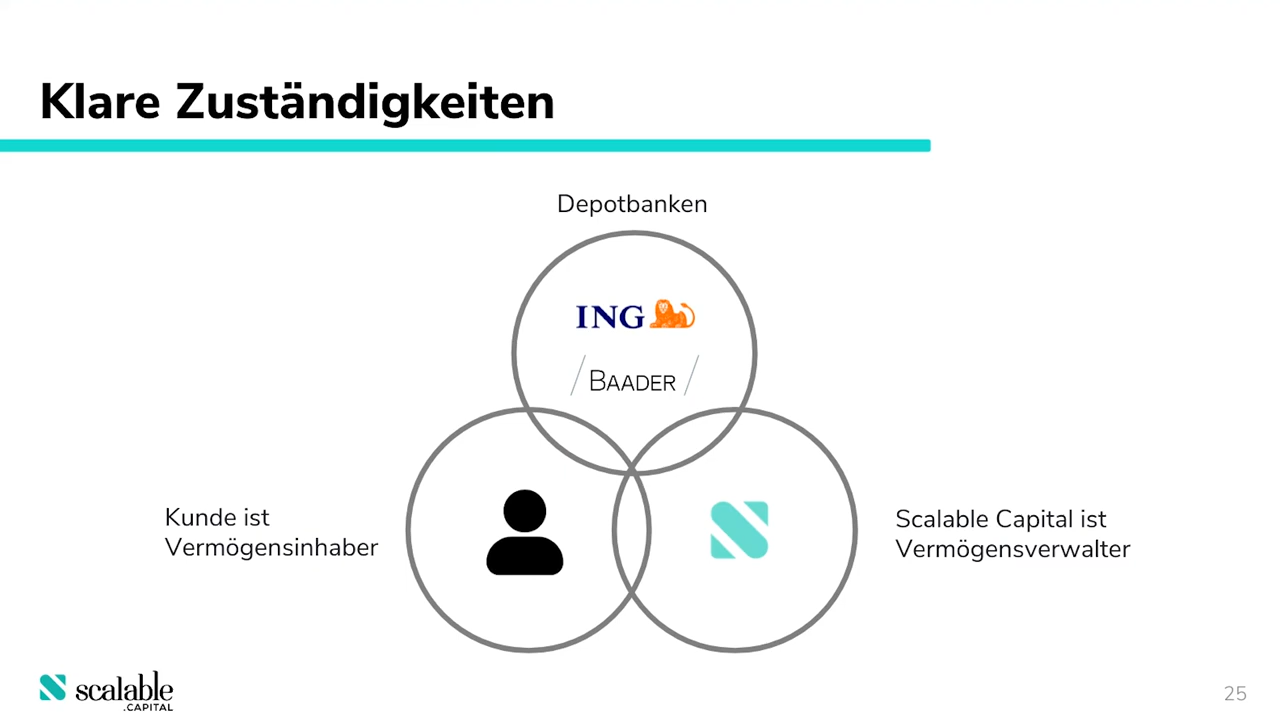 Klare Zuständigkeiten
Depotbanken
ING
BAADER
Kunde ist
Vermögensinhaber
Scalable Capital ist
Vermögensverwalter
scalable
.CAPITAL
25